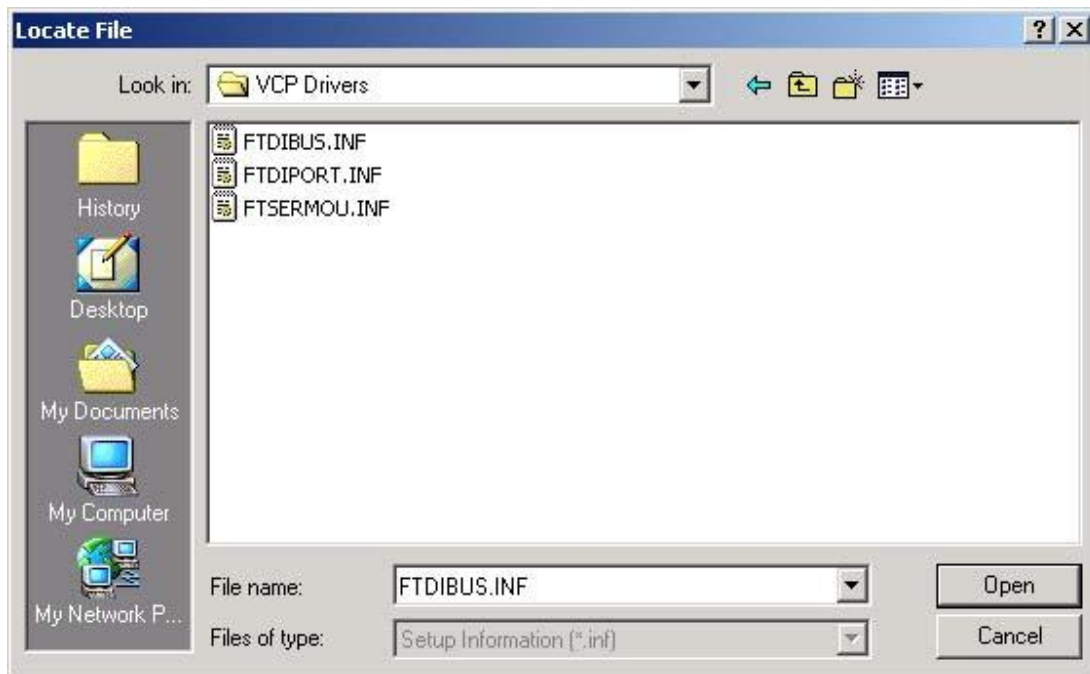 Locate File
Look in: VCP Drivers
FTDIBUS.INF
FTDIPORT.INF
FTSERMOU.INF
History
Desktop
My Documents
My Computer
My Network P...
File name: FTDIBUS.INF Open
Files of type: Setup Information (*.inf) Cancel